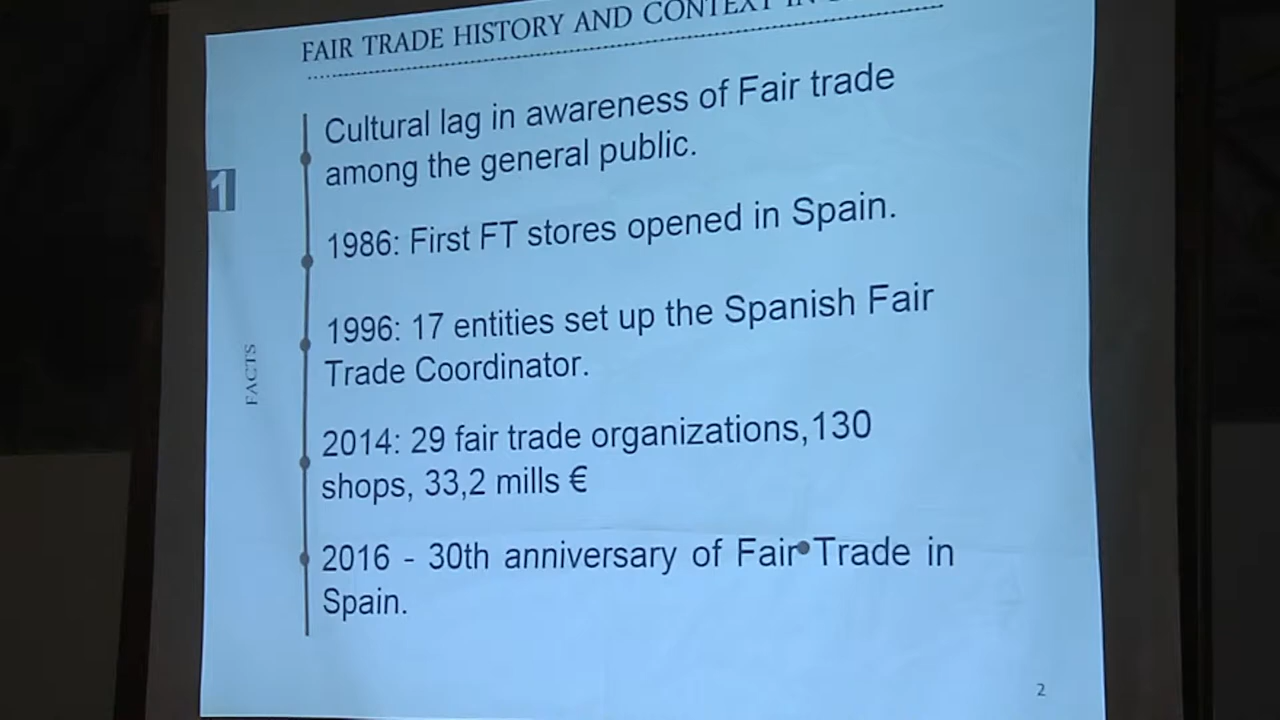 FAIR TRADE HISTORY AND CONTEXT IN
Cultural lag in awareness of Fair trade
among the general public.
1
1986: First FT stores opened in Spain.
1996: 17 entities set up the Spanish Fair
Trade Coordinator.
FACTS
2014: 29 fair trade organizations,130
shops, 33,2 mills €
2016 - 30th anniversary of Fair Trade in
Spain.
2